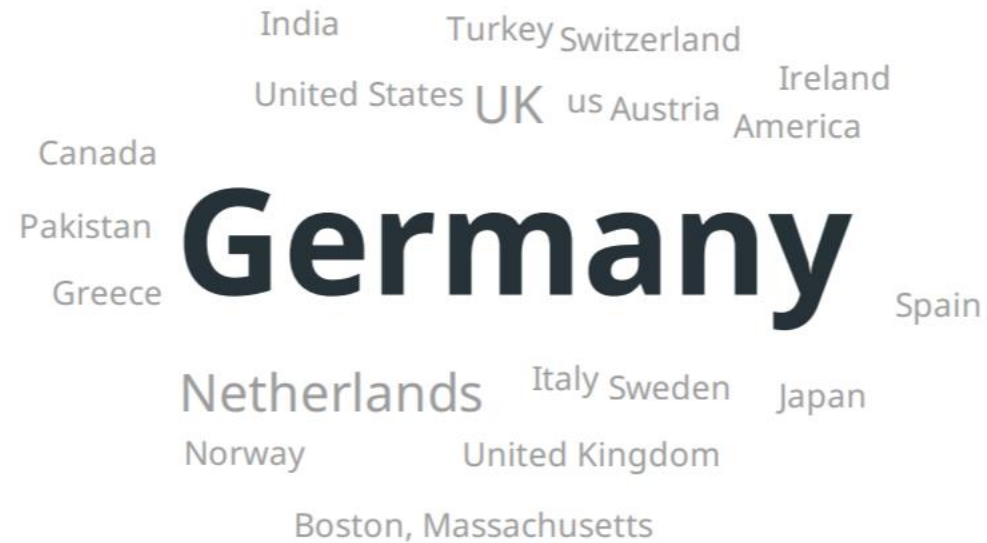 India Turkey Switzerland
Ireland
United States UK us Austria
America
Canada
Pakistan Germany
Greece
Spain
Netherlands Italy Sweden Japan
Norway United Kingdom
Boston, Massachusetts